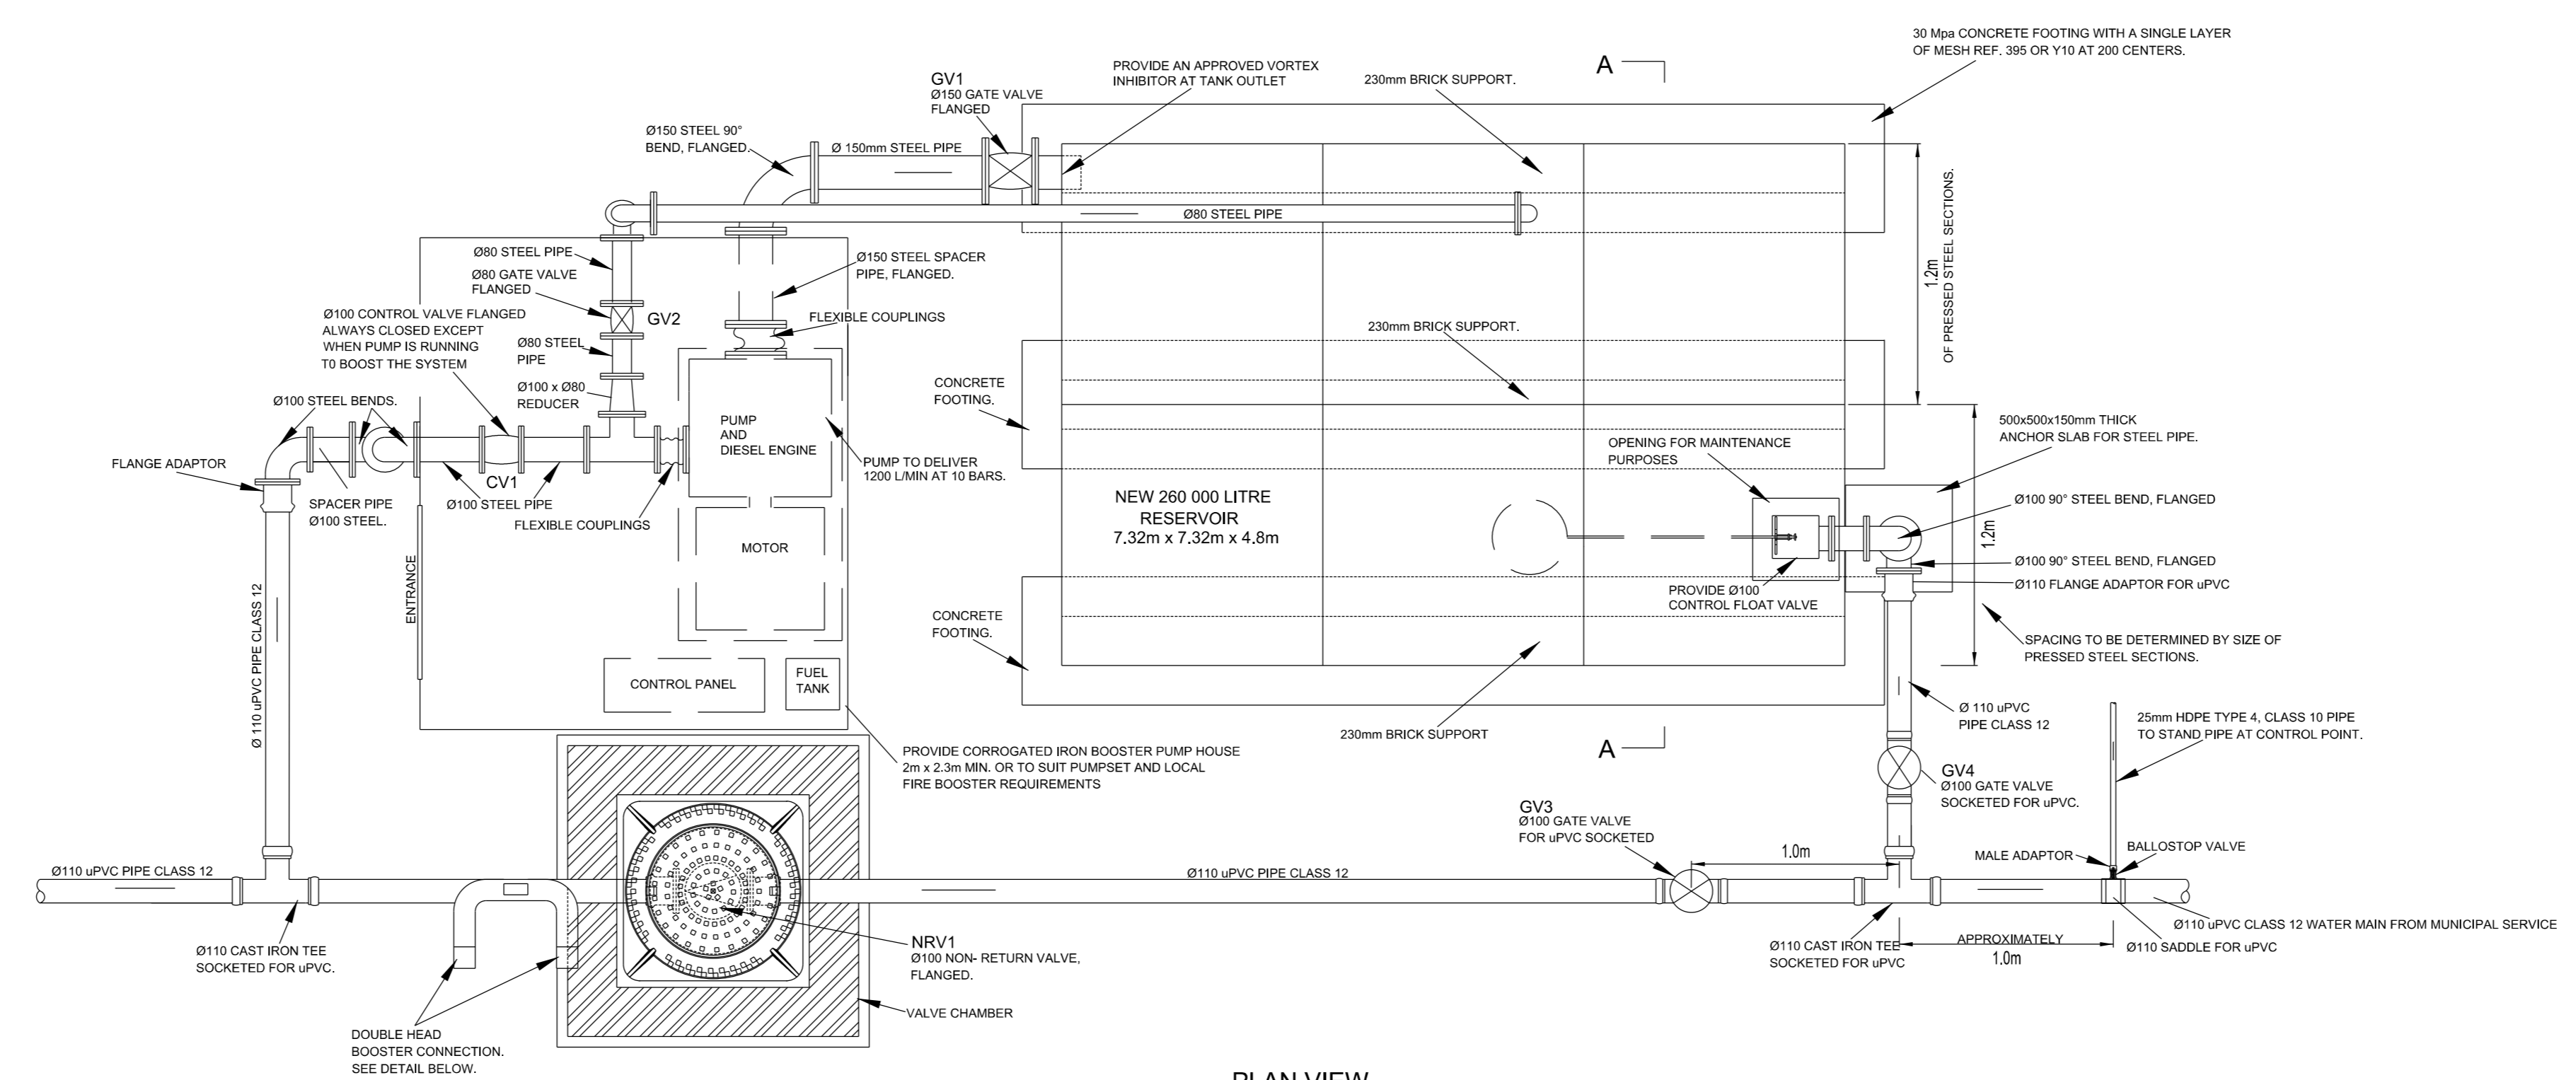 30 Mpa CONCRETE FOOTING WITH A SINGLE LAYER
OF MESH REF. 395 OR Y10 AT 200 CENTERS.
A
PROVIDE AN APPROVED VORTEX
INHIBITOR AT TANK OUTLET
230mm BRICK SUPPORT.
GV1
Ø150 GATE VALVE
FLANGED
Ø150 STEEL 90°
BEND, FLANGED.
Ø 150mm STEEL PIPE
Ø80 STEEL PIPE
Ø80 STEEL PIPE
Ø80 GATE VALVE
FLANGED
GV2
Ø150 STEEL SPACER
PIPE, FLANGED.
1.2m
OF PRESSED STEEL SECTIONS.
Ø100 CONTROL VALVE FLANGED
ALWAYS CLOSED EXCEPT
WHEN PUMP IS RUNNING
T0 BOOST THE SYSTEM
FLEXIBLE COUPLINGS
Ø80 STEEL
PIPE
230mm BRICK SUPPORT.
Ø100 x Ø80
REDUCER
CONCRETE
FOOTING.
Ø100 STEEL BENDS.
PUMP
AND
DIESEL ENGINE
500x500x150mm THICK
ANCHOR SLAB FOR STEEL PIPE.
OPENING FOR MAINTENANCE
PURPOSES
FLANGE ADAPTOR
PUMP TO DELIVER
1200 L/MIN AT 10 BARS.
CV1
SPACER PIPE
Ø100 STEEL.
Ø100 STEEL PIPE
FLEXIBLE COUPLINGS
NEW 260 000 LITRE
RESERVOIR
7.32m x 7.32m x 4.8m
Ø100 90° STEEL BEND, FLANGED
1.2m
MOTOR
Ø100 90° STEEL BEND, FLANGED
Ø110 FLANGE ADAPTOR FOR uPVC
PROVIDE Ø100
CONTROL FLOAT VALVE
ENTRANCE
Ø 110 uPVC PIPE CLASS 12
CONCRETE
FOOTING.
SPACING TO BE DETERMINED BY SIZE OF
PRESSED STEEL SECTIONS.
CONTROL PANEL
FUEL
TANK
Ø 110 uPVC
PIPE CLASS 12
25mm HDPE TYPE 4, CLASS 10 PIPE
TO STAND PIPE AT CONTROL POINT.
230mm BRICK SUPPORT
A
PROVIDE CORROGATED IRON BOOSTER PUMP HOUSE
2m x 2.3m MIN. OR TO SUIT PUMPSET AND LOCAL
FIRE BOOSTER REQUIREMENTS
GV4
Ø100 GATE VALVE
SOCKETED FOR uPVC.
GV3
Ø100 GATE VALVE
FOR uPVC SOCKETED
1.0m
MALE ADAPTOR
BALLOSTOP VALVE
Ø110 uPVC PIPE CLASS 12
Ø110 uPVC PIPE CLASS 12
Ø110 uPVC CLASS 12 WATER MAIN FROM MUNICIPAL SERVICE
Ø110 CAST IRON TEE
SOCKETED FOR uPVC.
NRV1
Ø100 NON- RETURN VALVE,
FLANGED.
Ø110 CAST IRON TEE
SOCKETED FOR uPVC
APPROXIMATELY
1.0m
Ø110 SADDLE FOR uPVC
VALVE CHAMBER
DOUBLE HEAD
BOOSTER CONNECTION.
SEE DETAIL BELOW.
PLAN VIEW